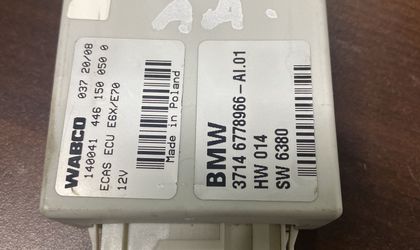 WABCO 037 20/08
140041 446 150 050 0
ECAS ECU E6X/E70
12V
Made in Poland
BMW
3714 6778966-AI.01
HW 014
SW 6380